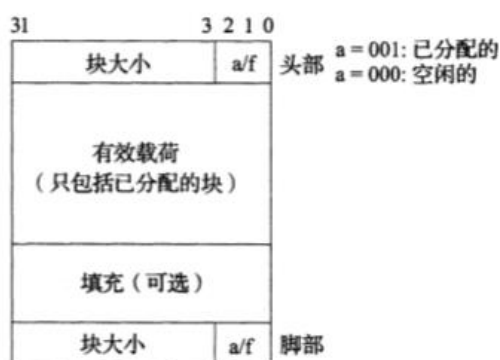 31 3 2 1 0
块大小 a/f 头部 a = 001: 已分配的
a = 000: 空闲的
有效载荷
（只包括已分配的块）
填充（可选）
块大小 a/f 脚部